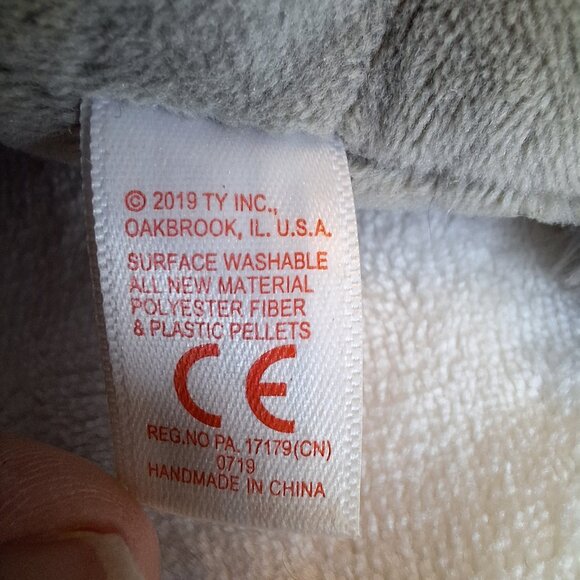 © 2019 TY INC.,
OAKBROOK, IL. U.S.A.
SURFACE WASHABLE
ALL NEW MATERIAL
POLYESTER FIBER
& PLASTIC PELLETS
CE
REG.NO PA. 17179(CN)
0719
HANDMADE IN CHINA